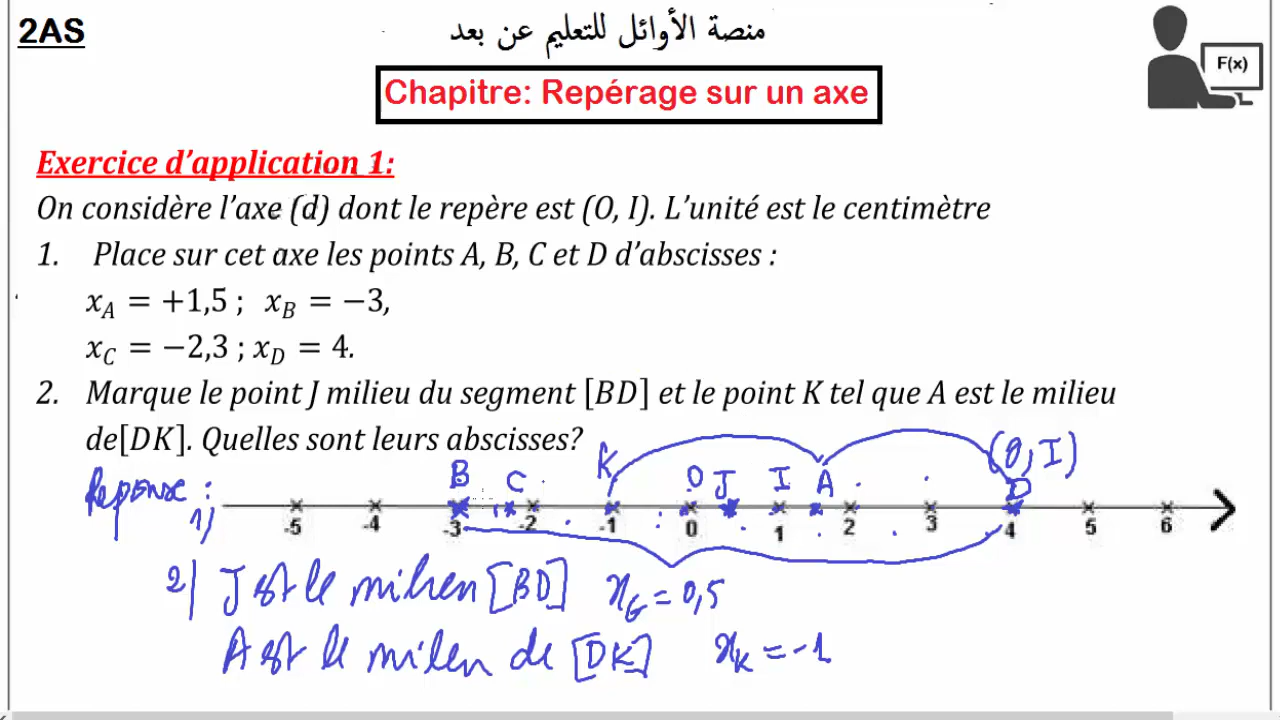 2AS
منصة الأوائل للتعليم عن بعد
F(x)
Chapitre: Repérage sur un axe
Exercice d'application 1:
On considère l'axe (d) dont le repère est (O, I). L'unité est le centimètre
1. Place sur cet axe les points A, B, C et D d'abscisses :
x_A = +1,5 ; x_B = −3,
x_C = −2,3 ; x_D = 4.
2. Marque le point J milieu du segment [BD] et le point K tel que A est le milieu
de[DK]. Quelles sont leurs abscisses?
(O, I)
Reponse :
B C K O J I A D
1)
-5 -4 -3 -2 -1 0 1 2 3 4 5 6
2) J est le milieu [BD] x_G = 0,5
A est le milieu de [DK] x_K = -1